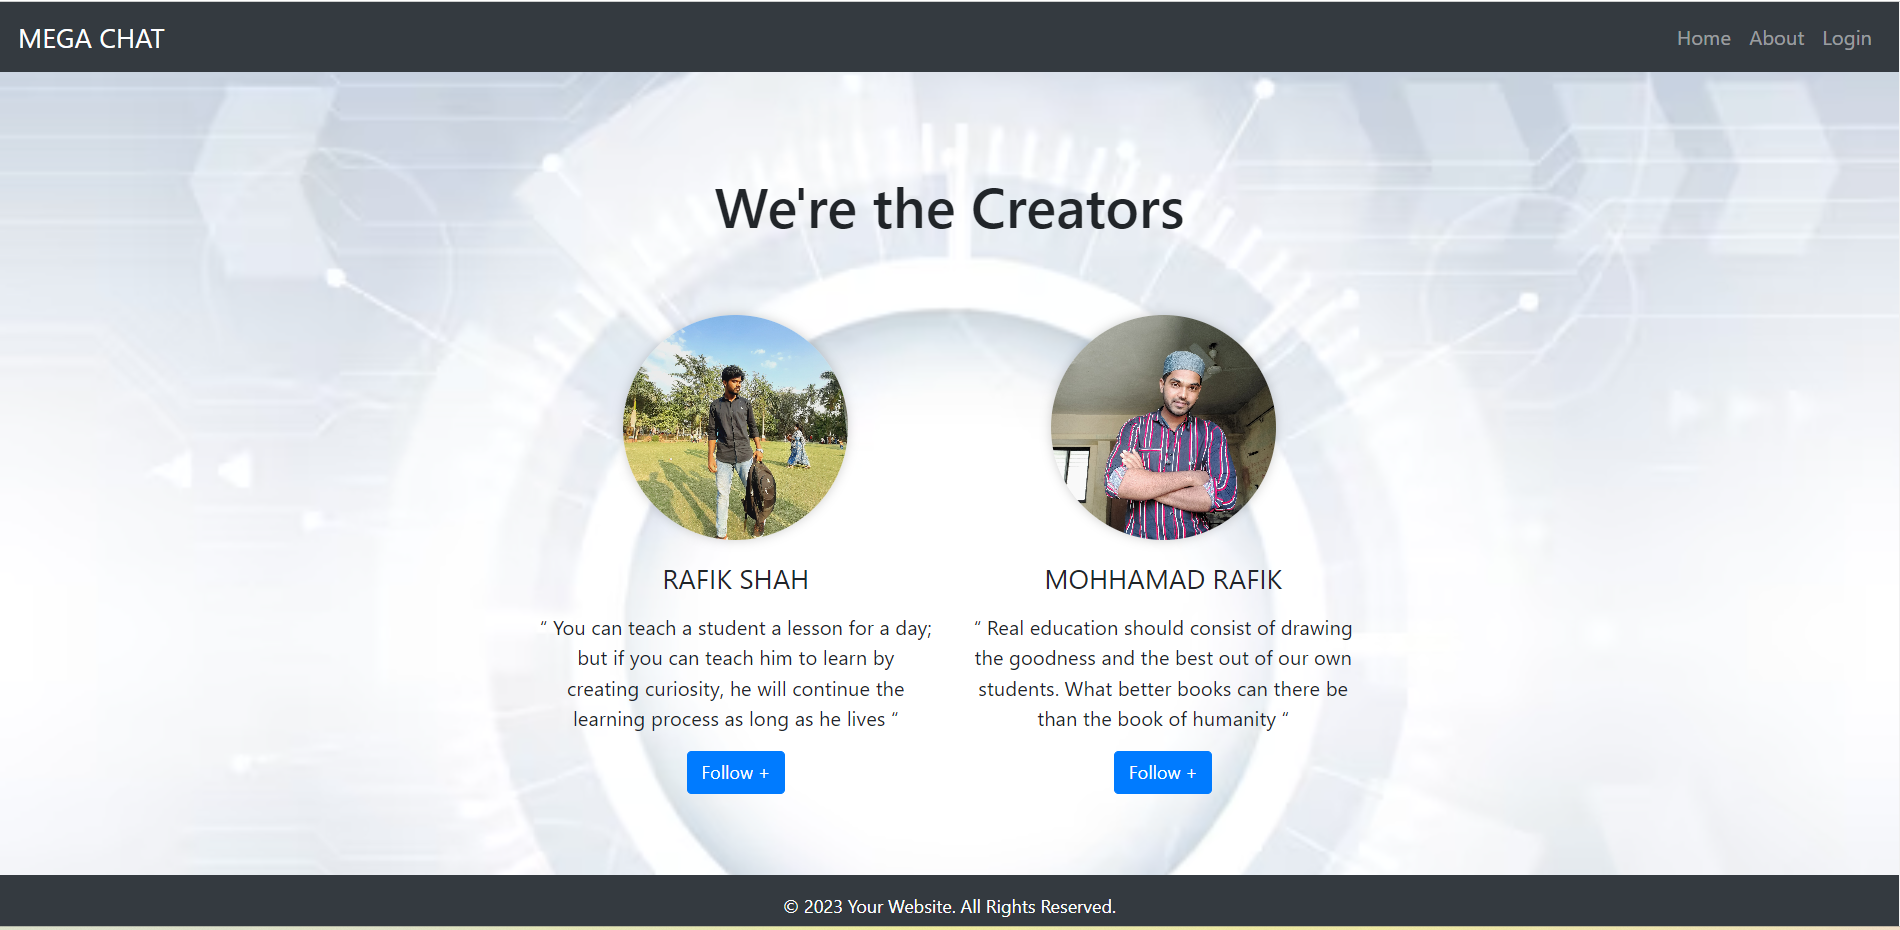 MEGA CHAT
Home About Login
We're the Creators
RAFIK SHAH
“ You can teach a student a lesson for a day;
but if you can teach him to learn by
creating curiosity, he will continue the
learning process as long as he lives “
Follow +
MOHHAMAD RAFIK
“ Real education should consist of drawing
the goodness and the best out of our own
students. What better books can there be
than the book of humanity “
Follow +
© 2023 Your Website. All Rights Reserved.